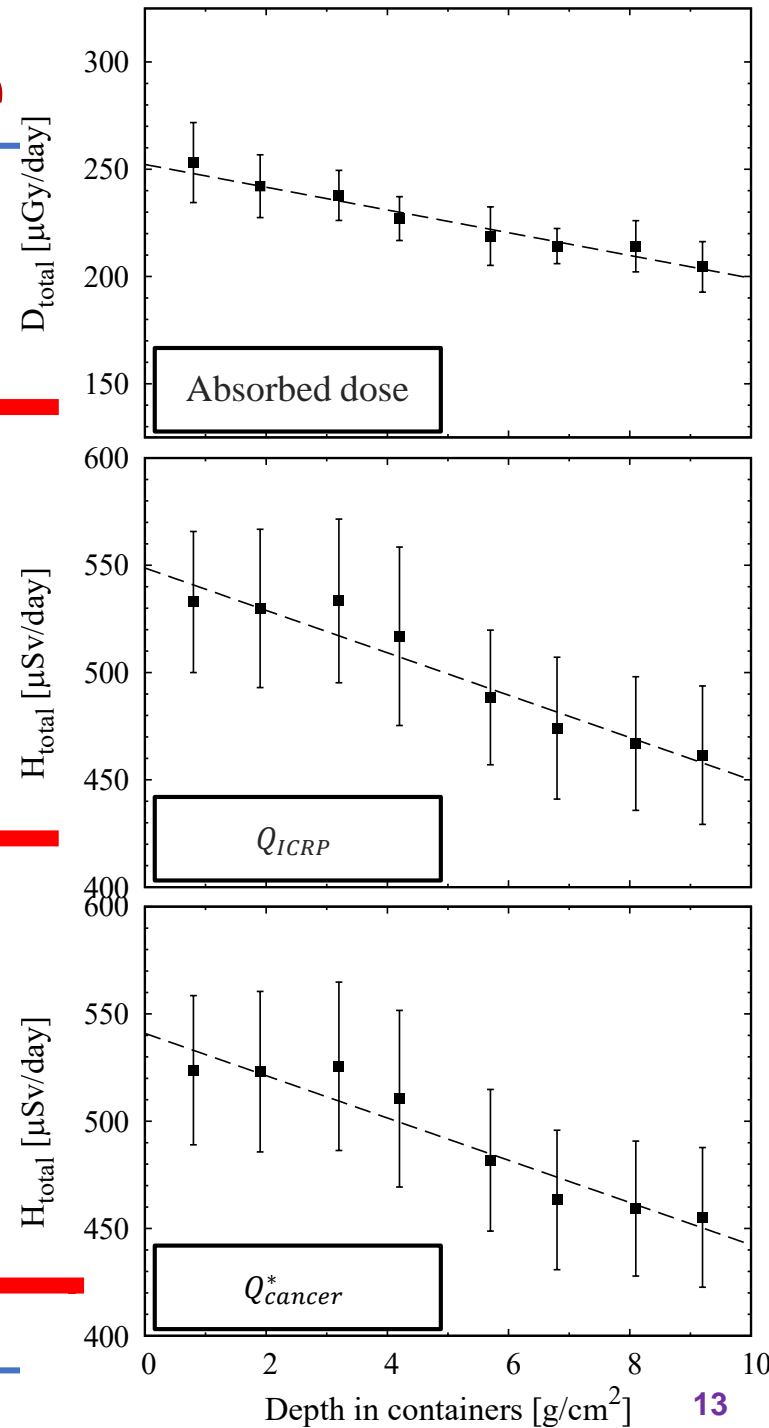 300
250
200
150
D_total [μGy/day]
Absorbed dose
600
550
500
450
400
H_total [μSv/day]
Q_ICRP
600
550
500
450
400
H_total [μSv/day]
Q*_cancer
0 2 4 6 8 10
Depth in containers [g/cm²]
13